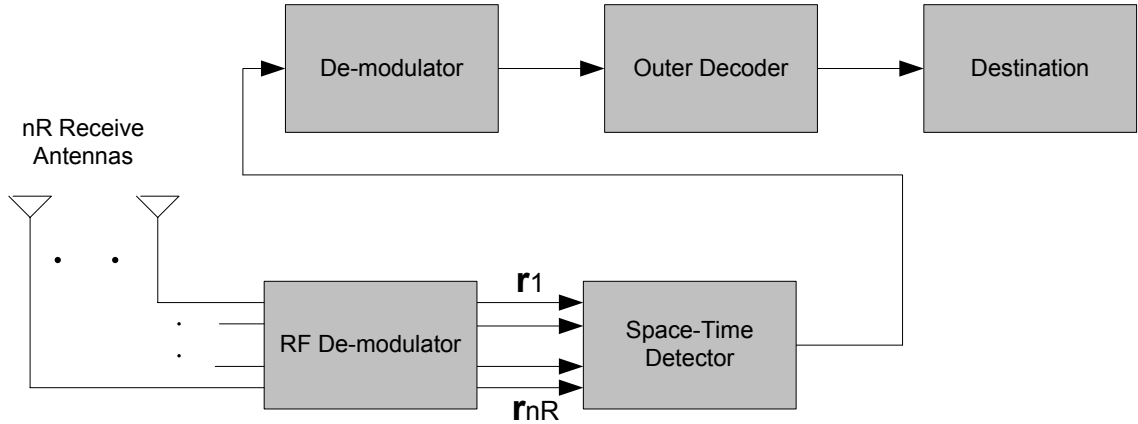 De-modulator
Outer Decoder
Destination
nR Receive
Antennas
r1
RF De-modulator
Space-Time
Detector
rnR